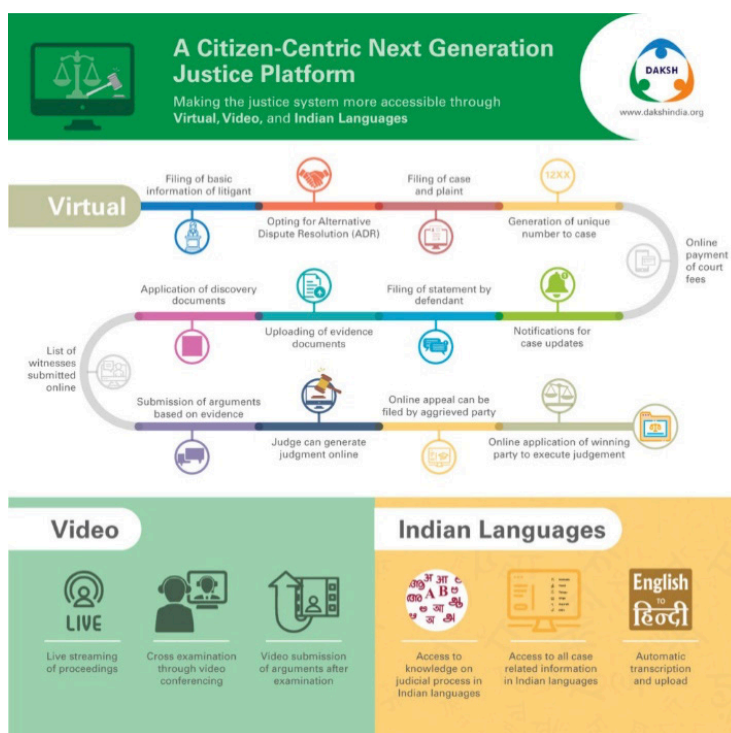 A Citizen-Centric Next Generation
Justice Platform
Making the justice system more accessible through
Virtual, Video, and Indian Languages
DAKSH
www.dakshindia.org
Virtual
Filing of basic
information of litigant
Opting for Alternative
Dispute Resolution (ADR)
Filing of case
and plaint
12XX
Generation of unique
number to case
Online
payment
of court
fees
Notifications for
case updates
Filing of statement by
defendant
Uploading of evidence
documents
Application of discovery
documents
List of
witnesses
submitted
online
Submission of arguments
based on evidence
Judge can generate
judgment online
Online appeal can be
filed by aggrieved party
Online application of winning
party to execute judgement
Video
LIVE
Live streaming
of proceedings
Cross examination
through video
conferencing
Video submission
of arguments after
examination
Indian Languages
A B
Access to
knowledge on
judicial process in
Indian languages
Access to all case
related information
in Indian languages
English
TO
हिन्दी
Automatic
transcription
and upload